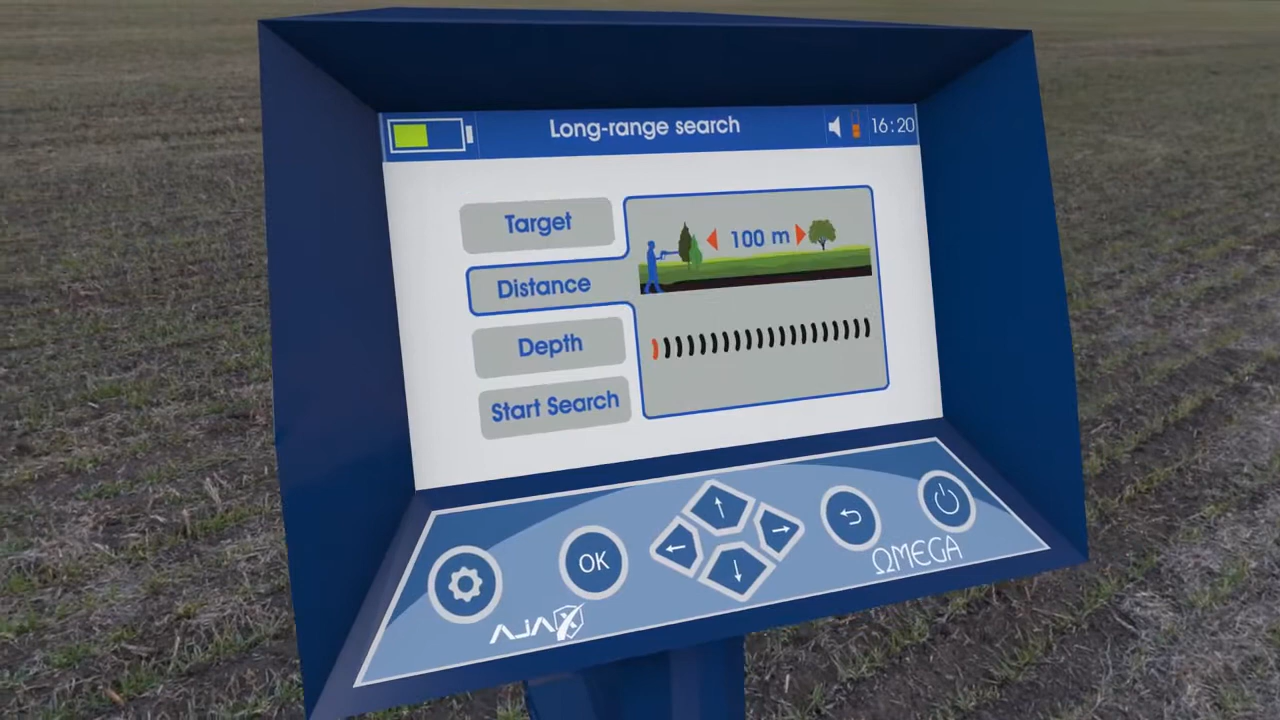 Long-range search
16:20
Target
100 m
Distance
Depth
Start Search
OK
AJAX
ΩMEGA